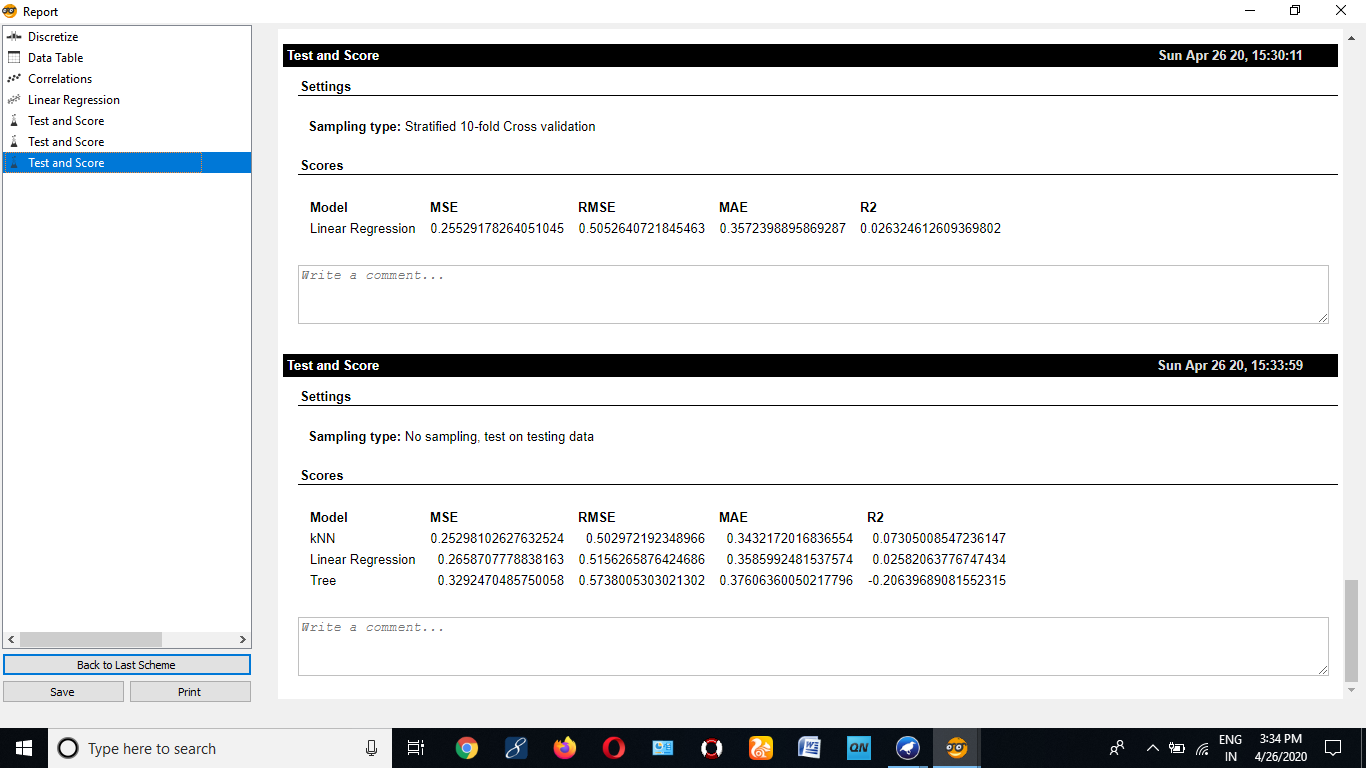 Report
Discretize
Data Table
Correlations
Linear Regression
Test and Score
Test and Score
Test and Score
Back to Last Scheme
Save Print
Test and Score Sun Apr 26 20, 15:30:11
Settings
Sampling type: Stratified 10-fold Cross validation
Scores
Model MSE RMSE MAE R2
Linear Regression 0.25529178264051045 0.5052640721845463 0.3572398895869287 0.026324612609369802
Write a comment...
Test and Score Sun Apr 26 20, 15:33:59
Settings
Sampling type: No sampling, test on testing data
Scores
Model MSE RMSE MAE R2
kNN 0.25298102627632524 0.502972192348966 0.3432172016836554 0.07305008547236147
Linear Regression 0.2658707778838163 0.5156265876424686 0.3585992481537574 0.02582063776747434
Tree 0.3292470485750058 0.5738005303021302 0.37606360050217796 -0.20639689081552315
Write a comment...
Type here to search
QN
ENG
IN
3:34 PM
4/26/2020